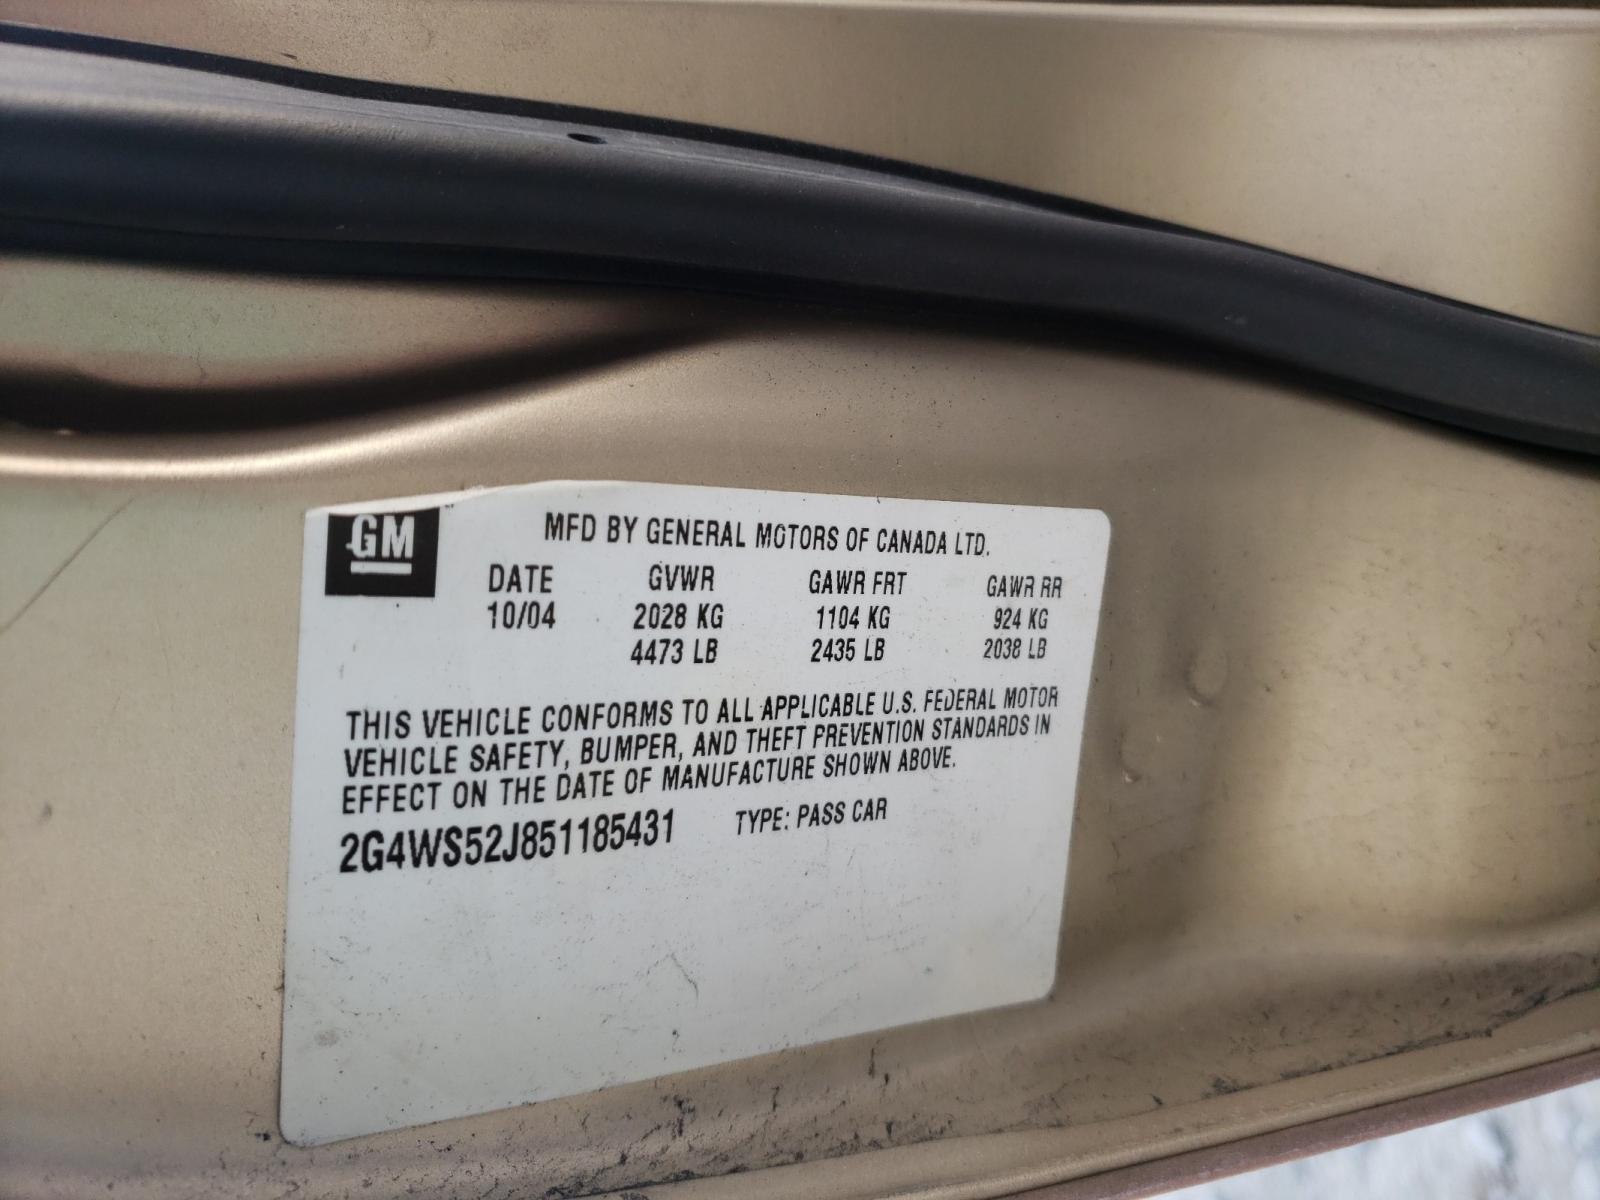 GM
MFD BY GENERAL MOTORS OF CANADA LTD.
DATE GVWR GAWR FRT GAWR RR
10/04 2028 KG 1104 KG 924 KG
4473 LB 2435 LB 2038 LB
THIS VEHICLE CONFORMS TO ALL APPLICABLE U.S. FEDERAL MOTOR
VEHICLE SAFETY, BUMPER, AND THEFT PREVENTION STANDARDS IN
EFFECT ON THE DATE OF MANUFACTURE SHOWN ABOVE.
2G4WS52J851185431 TYPE: PASS CAR